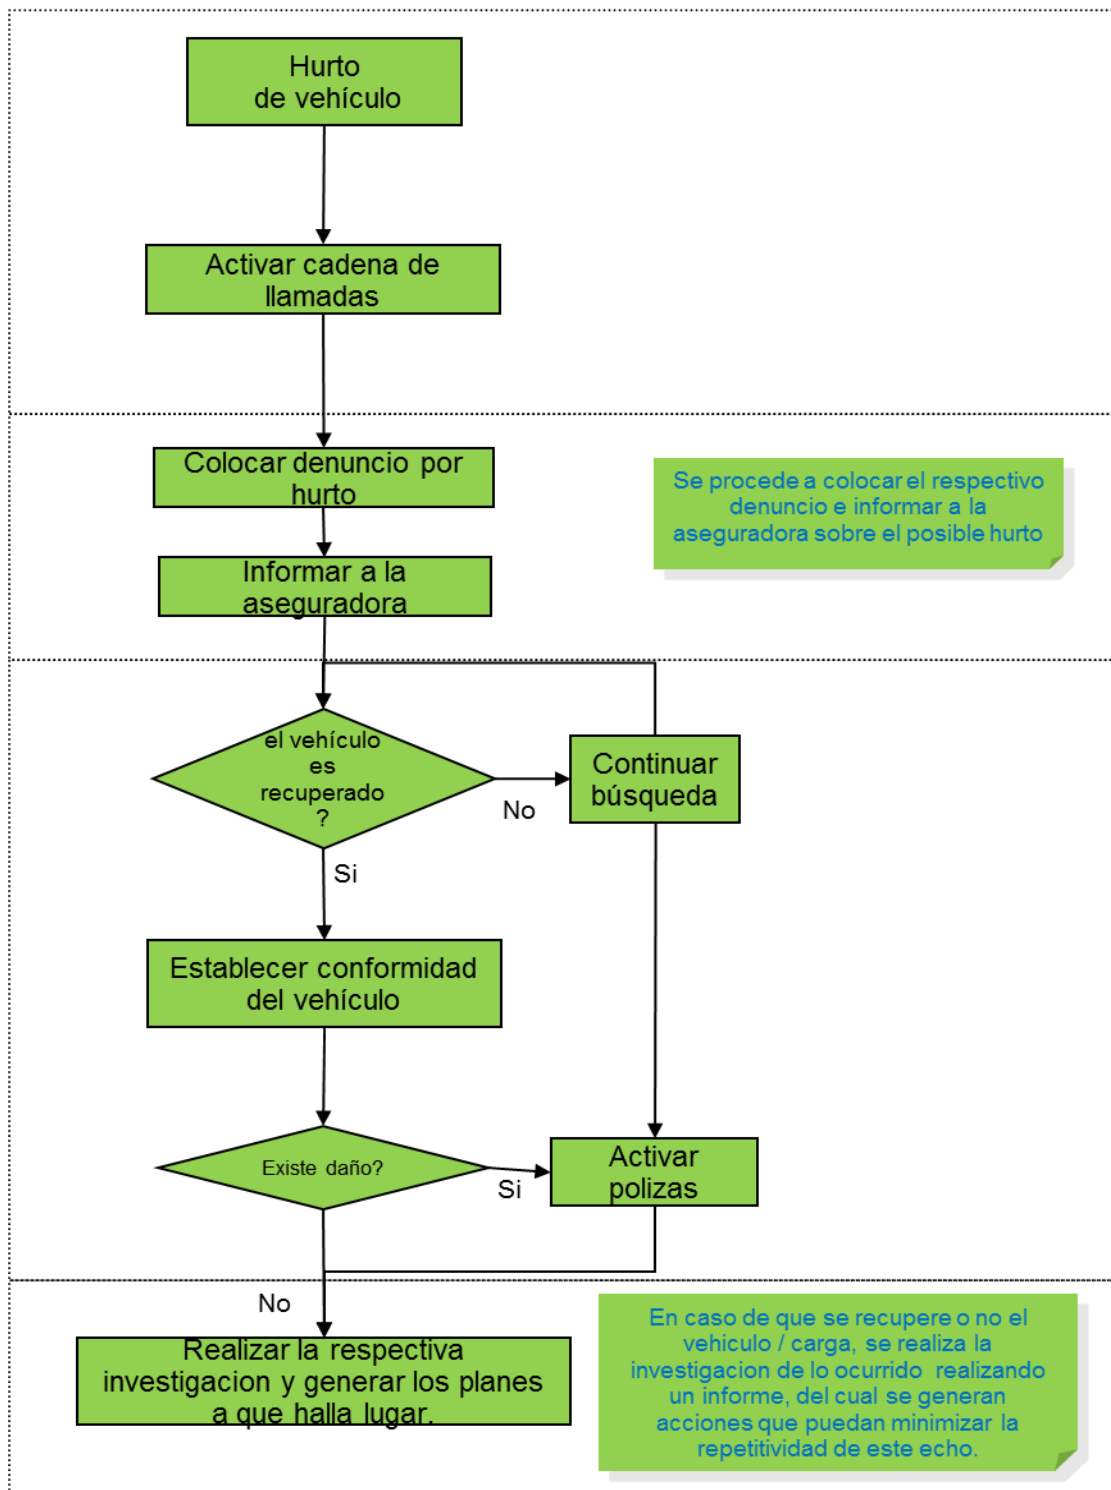 Hurto
de vehículo
Activar cadena de
llamadas
Colocar denuncio por
hurto
Se procede a colocar el respectivo
denuncio e informar a la
aseguradora sobre el posible hurto
Informar a la
aseguradora
el vehículo
es
recuperado
?
No
Continuar
búsqueda
Si
Establecer conformidad
del vehículo
Existe daño?
Si
Activar
polizas
No
Realizar la respectiva
investigacion y generar los planes
a que halla lugar.
En caso de que se recupere o no el
vehiculo / carga, se realiza la
investigacion de lo ocurrido realizando
un informe, del cual se generan
acciones que puedan minimizar la
repetitividad de este echo.